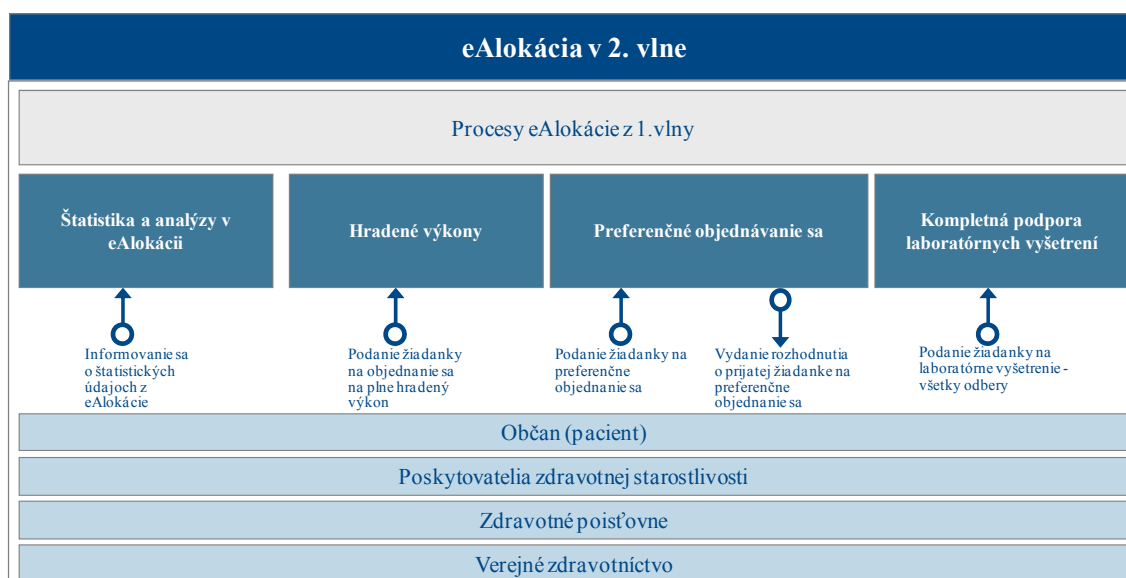 eAlokácia v 2. vlne
Procesy eAlokácie z 1.vlny
Štatistika a analýzy v
eAlokácii
Hradené výkony
Preferenčné objednávanie sa
Kompletná podpora
laboratórnych vyšetrení
Informovanie sa
o štatistických
údajoch z
eAlokácie
Podanie žiadanky
na objednanie sa
na plne hradený
výkon
Podanie žiadanky na
preferenčne
objednanie sa
Vydanie rozhodnutia
o prijatej žiadanke na
preferenčne
objednanie sa
Podanie žiadanky na
laboratórne vyšetrenie -
všetky odbery
Občan (pacient)
Poskytovatelia zdravotnej starostlivosti
Zdravotné poisťovne
Verejné zdravotníctvo